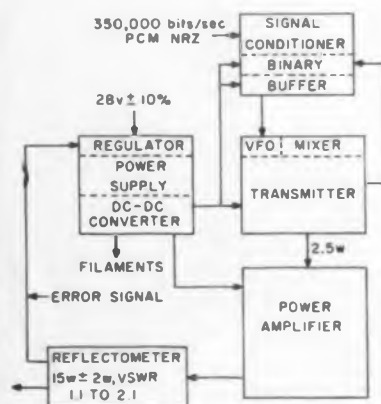 350,000 bits/sec
PCM NRZ
SIGNAL
CONDITIONER
BINARY
BUFFER
28v ± 10%
REGULATOR
POWER
SUPPLY
DC-DC
CONVERTER
VFO MIXER
TRANSMITTER
FILAMENTS
2.5w
ERROR SIGNAL
POWER
AMPLIFIER
REFLECTOMETER
15w ± 2w, VSWR
1.1 TO 2.1